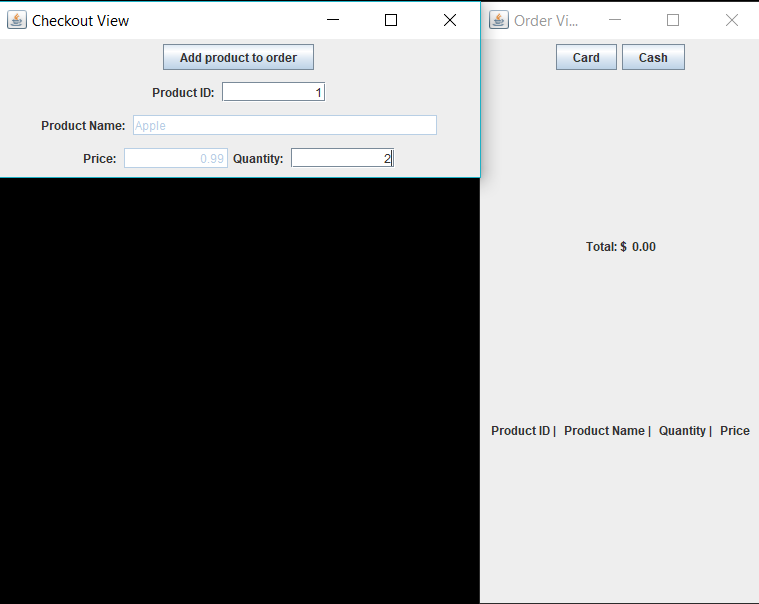 Checkout View
Add product to order
Product ID: 1
Product Name: Apple
Price: 0.99 Quantity: 2
Order Vi...
Card Cash
Total: $ 0.00
Product ID | Product Name | Quantity | Price